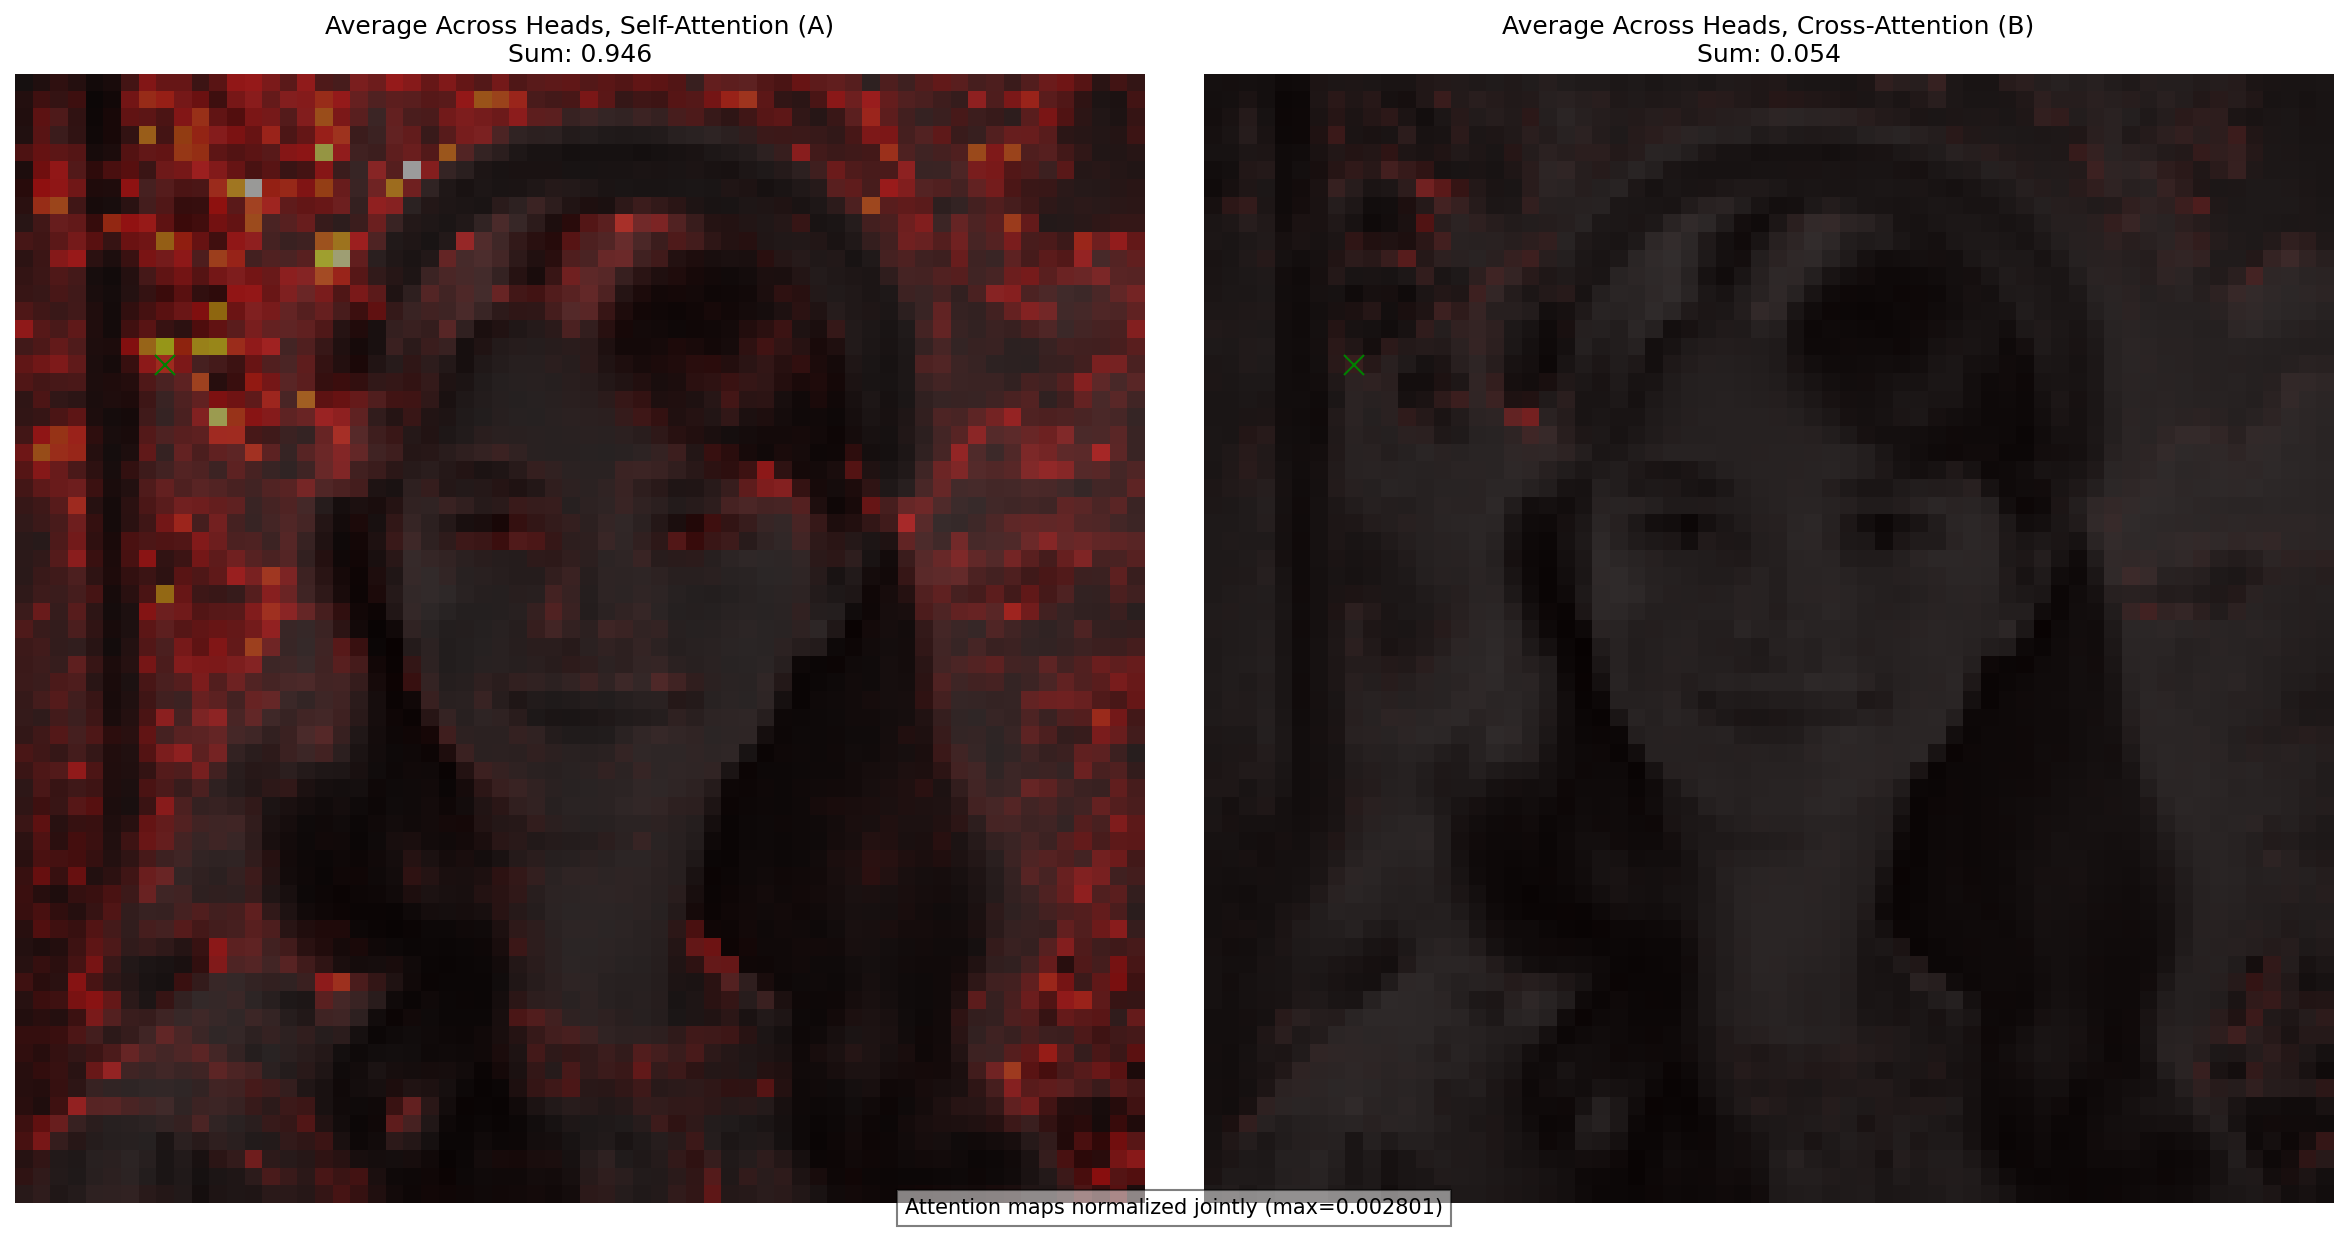 Average Across Heads, Self-Attention (A)
Sum: 0.946
Average Across Heads, Cross-Attention (B)
Sum: 0.054
Attention maps normalized jointly (max=0.002801)